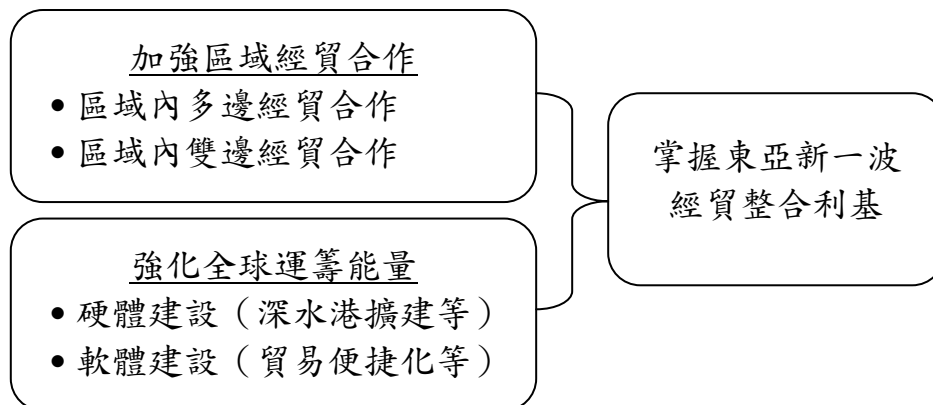 加強區域經貿合作
• 區域內多邊經貿合作
• 區域內雙邊經貿合作
強化全球運籌能量
• 硬體建設（深水港擴建等）
• 軟體建設（貿易便捷化等）
掌握東亞新一波
經貿整合利基